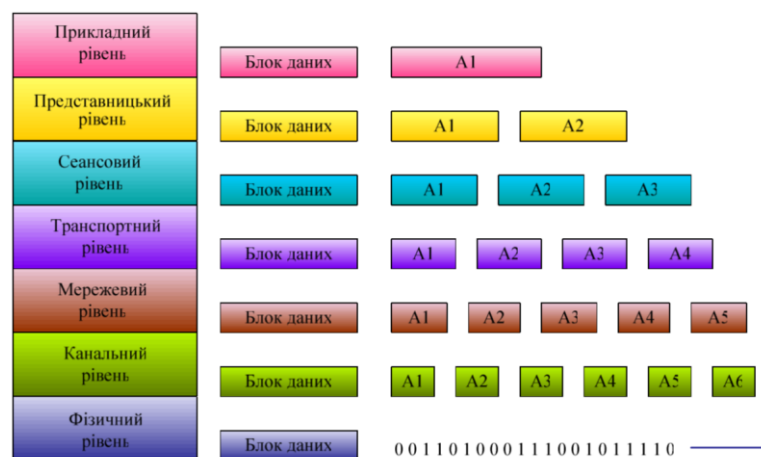 Прикладний
рівень
Блок даних
A1
Представницький
рівень
Блок даних
A1 A2
Сеансовий
рівень
Блок даних
A1 A2 A3
Транспортний
рівень
Блок даних
A1 A2 A3 A4
Мережевий
рівень
Блок даних
A1 A2 A3 A4 A5
Канальний
рівень
Блок даних
A1 A2 A3 A4 A5 A6
Фізичний
рівень
Блок даних
0 0 1 1 0 1 0 0 0 1 1 1 0 0 1 0 1 1 1 1 0